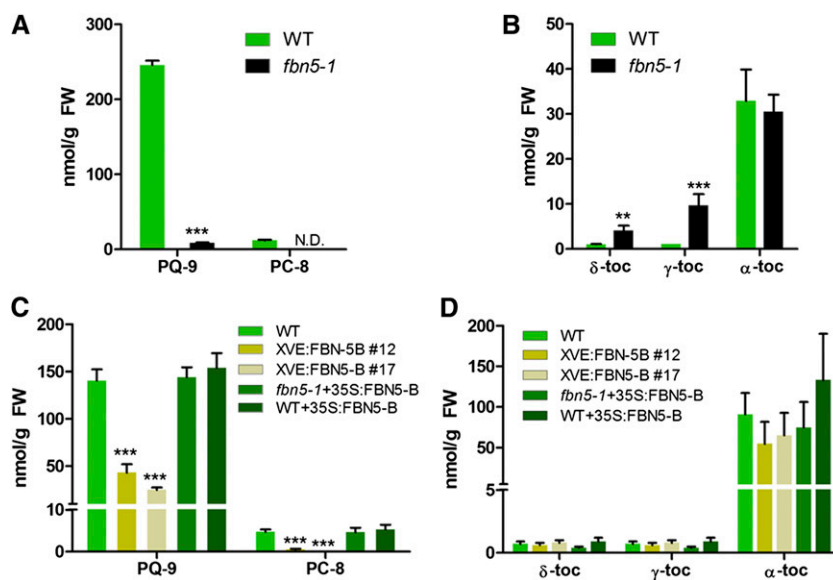 A
nmol/g FW
300
200
100
0
WT
fbn5-1
***
N.D.
PQ-9
PC-8
B
nmol/g FW
50
40
30
20
10
0
WT
fbn5-1
**
***
δ-toc
γ-toc
α-toc
C
nmol/g FW
200
150
100
50
10
0
WT
XVE:FBN-5B #12
XVE:FBN5-B #17
fbn5-1+35S:FBN5-B
WT+35S:FBN5-B
***
***
***
***
PQ-9
PC-8
D
nmol/g FW
200
150
100
50
5
0
WT
XVE:FBN-5B #12
XVE:FBN5-B #17
fbn5-1+35S:FBN5-B
WT+35S:FBN5-B
δ-toc
γ-toc
α-toc